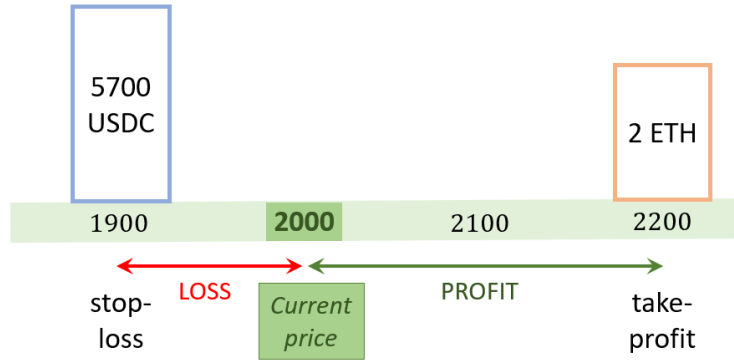 5700
USDC
2 ETH
1900
2000
2100
2200
LOSS
PROFIT
stop-
loss
Current
price
take-
profit